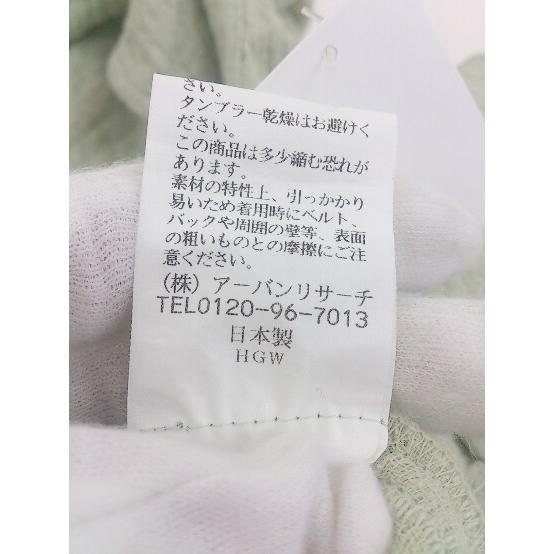 さい。
タンブラー乾燥はお避けく
ださい。
この商品は多少縮む恐れが
あります。
素材の特性上、引っかかり
易いため着用時にベルト、
バックや周囲の壁等、表面
の粗いものとの摩擦にご注
意ください。
(株) アーバンリサーチ
TEL0120-96-7013
日本製
HGW